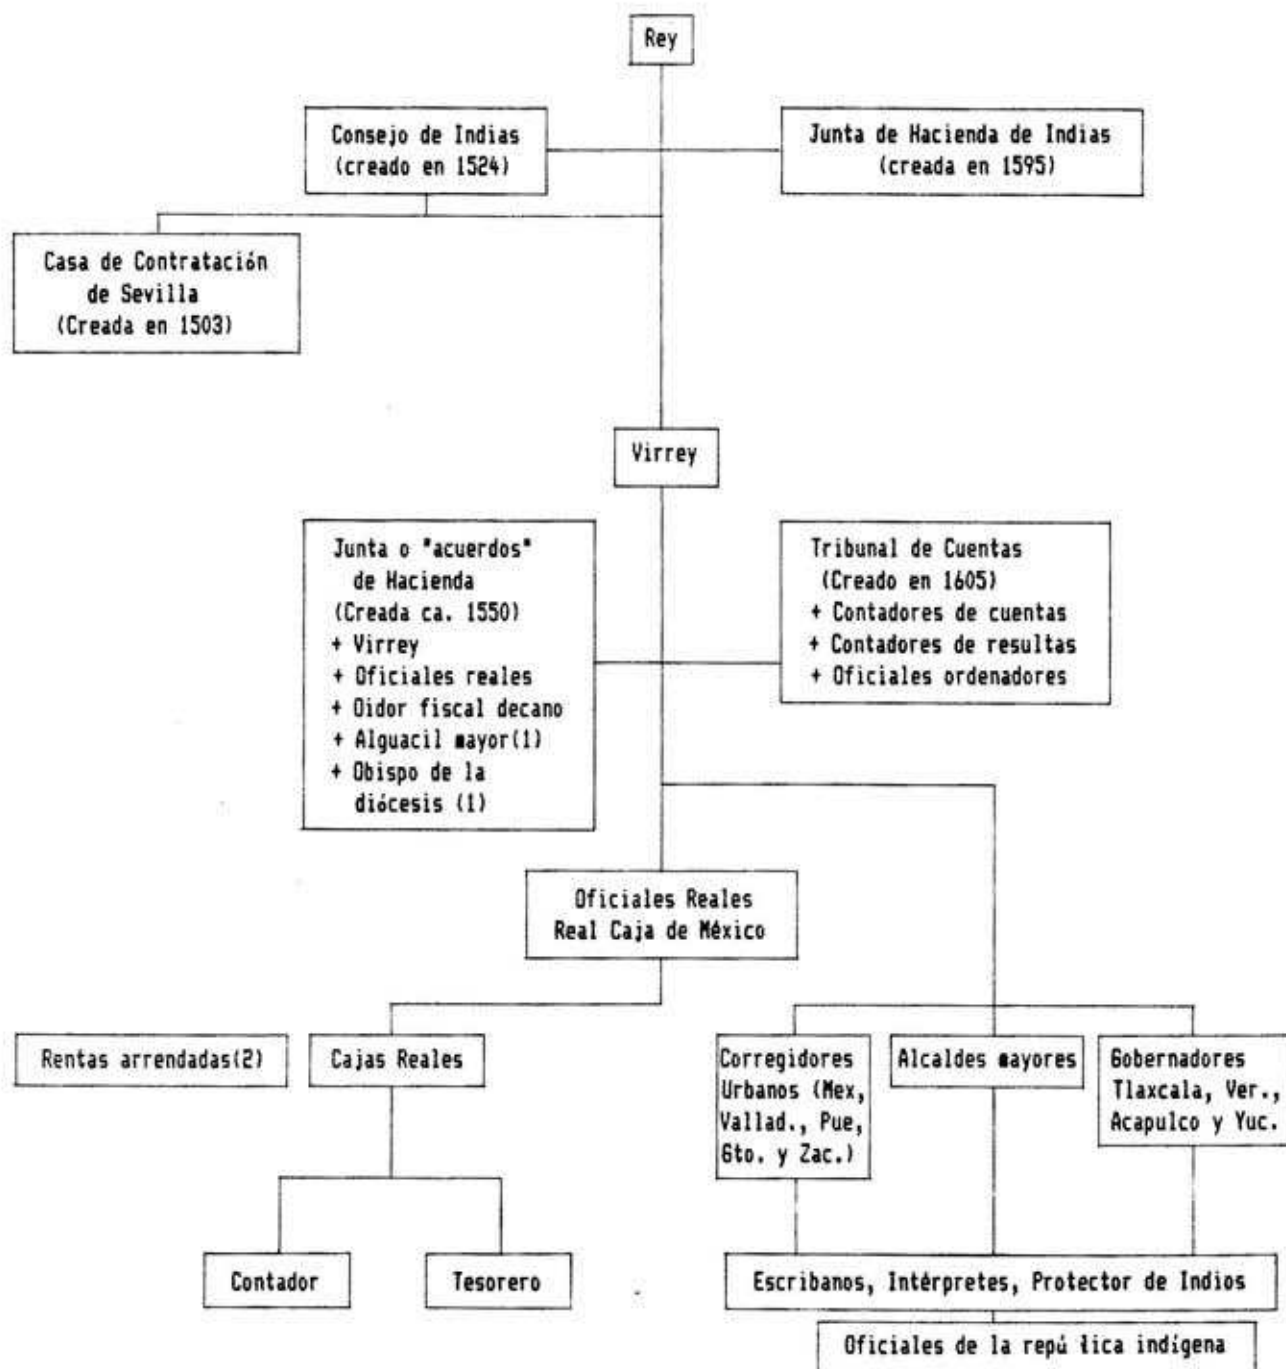 Rey
Consejo de Indias
(creado en 1524)
Junta de Hacienda de Indias
(creada en 1595)
Casa de Contratación
de Sevilla
(Creada en 1503)
Virrey
Junta o "acuerdos"
de Hacienda
(Creada ca. 1550)
+ Virrey
+ Oficiales reales
+ Oidor fiscal decano
+ Alguacil mayor(1)
+ Obispo de la
diócesis (1)
Tribunal de Cuentas
(Creado en 1605)
+ Contadores de cuentas
+ Contadores de resultas
+ Oficiales ordenadores
Oficiales Reales
Real Caja de México
Rentas arrendadas(2)
Cajas Reales
Corregidores
Urbanos (Mex,
Vallad., Pue,
Gto. y Zac.)
Alcaldes mayores
Gobernadores
Tlaxcala, Ver.,
Acapulco y Yuc.
Contador
Tesorero
Escribanos, Intérpretes, Protector de Indios
Oficiales de la indígena